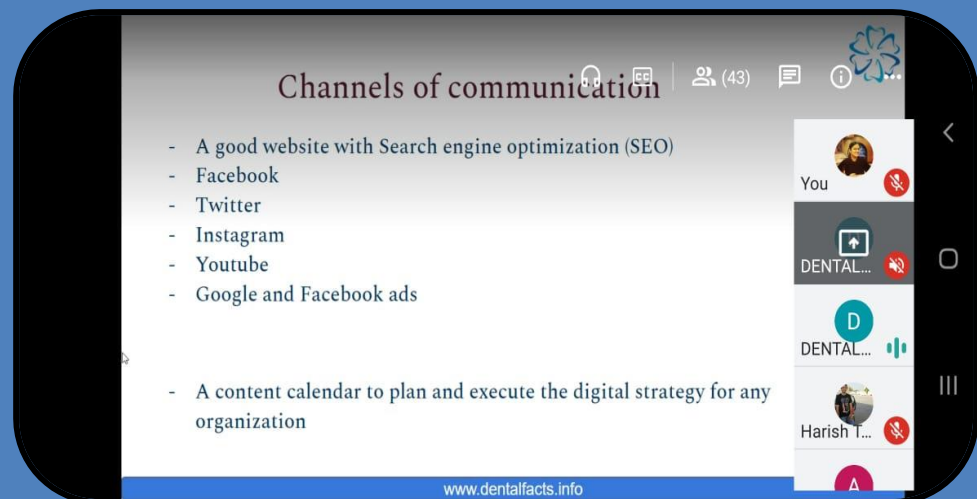 Channels of communication
CC
(43)
- A good website with Search engine optimization (SEO)
- Facebook
- Twitter
- Instagram
- Youtube
- Google and Facebook ads
- A content calendar to plan and execute the digital strategy for any
organization
www.dentalfacts.info
You
DENTAL...
D
DENTAL...
Harish T...
A